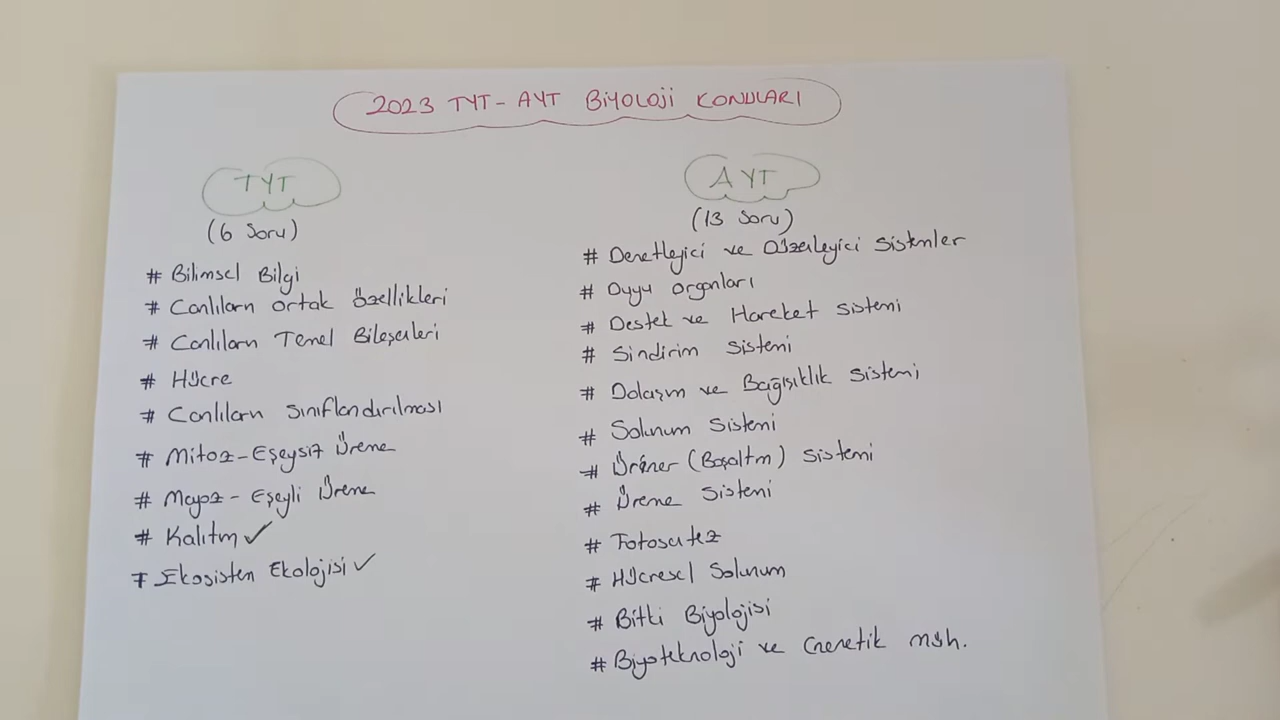 2023 TYT-AYT BİYOLOJİ KONULARI
TYT
(6 Soru)
# Bilimsel Bilgi
# Canlıların Ortak Özellikleri
# Canlıların Temel Bileşenleri
# Hücre
# Canlıların Sınıflandırılması
# Mitoz-Eşeysiz Üreme
# Mayoz- Eşeyli Üreme
# Kalıtım ✓
# Ekosistem Ekolojisi ✓
AYT
(13 Soru)
# Denetleyici ve Düzenleyici Sistemler
# Duyu Organları
# Destek ve Hareket Sistemi
# Sindirim Sistemi
# Dolaşım ve Bağışıklık Sistemi
# Solunum Sistemi
# Üriner (Boşaltım) Sistemi
# Üreme Sistemi
# Fotosentez
# Hücresel Solunum
# Bitki Biyolojisi
# Biyoteknoloji ve Genetik müh.